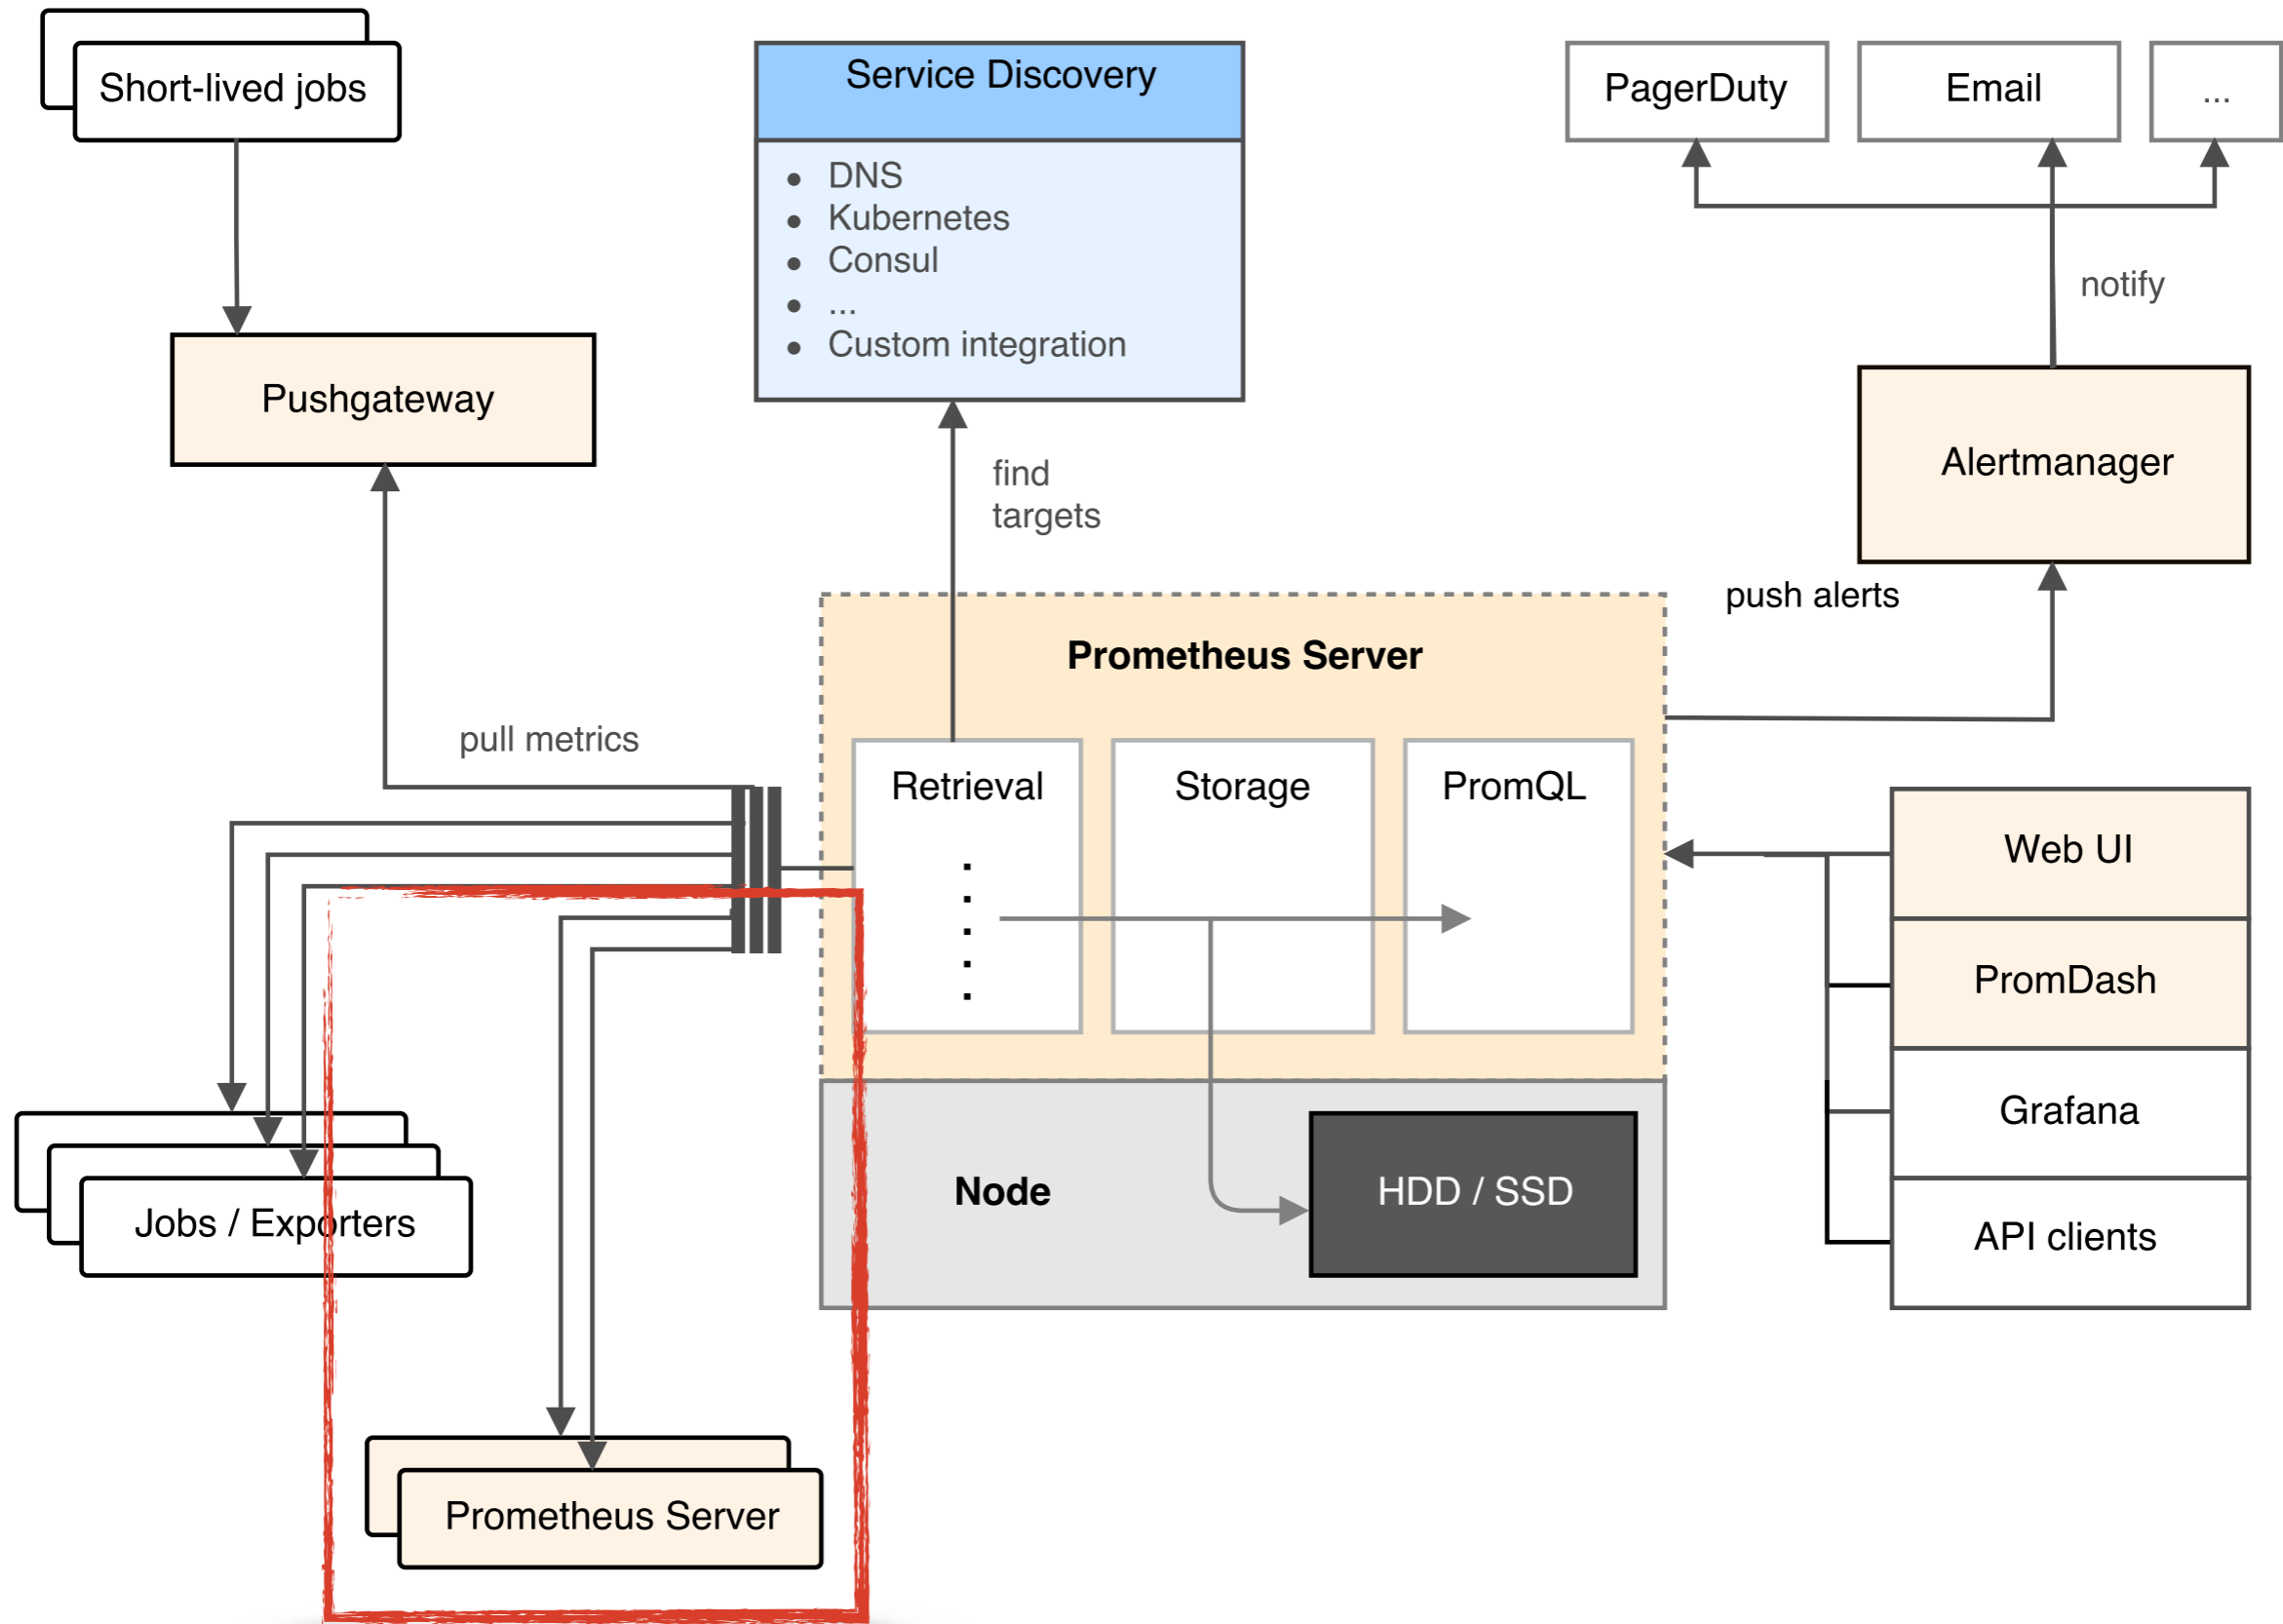 Short-lived jobs
Service Discovery
PagerDuty
Email
...
DNS
Kubernetes
Consul
...
Custom integration
notify
Pushgateway
Alertmanager
find
targets
push alerts
Prometheus Server
pull metrics
Retrieval
Storage
PromQL
Web UI
PromDash
Grafana
API clients
Node
HDD / SSD
Jobs / Exporters
Prometheus Server